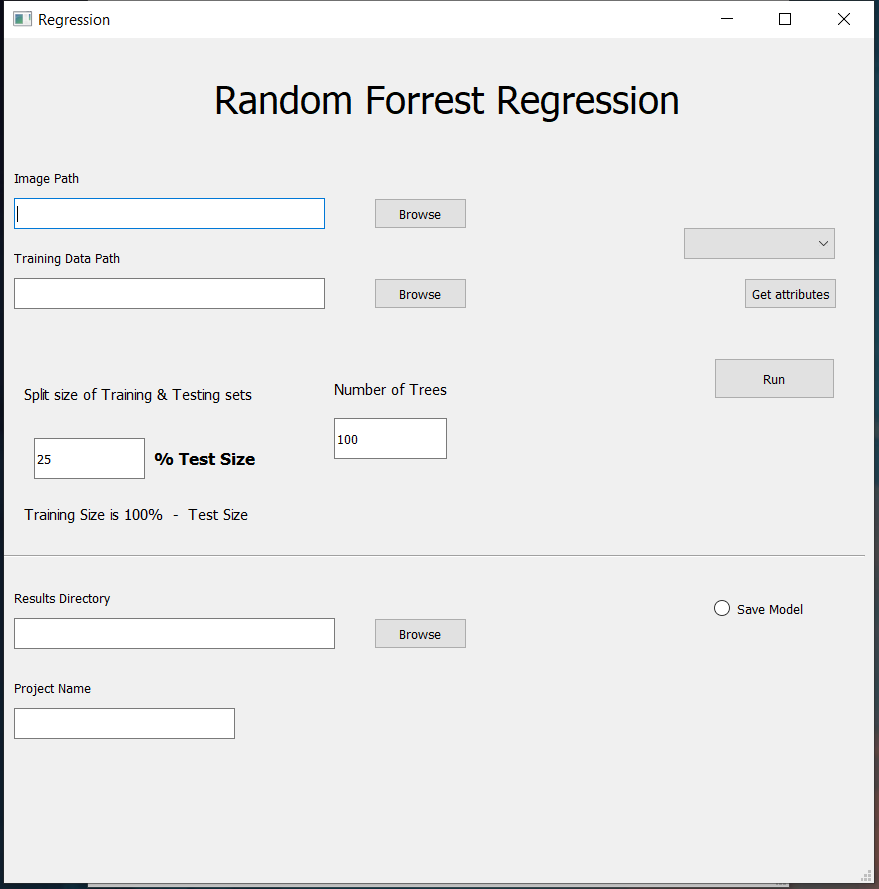 Regression
Random Forrest Regression
Image Path
Browse
Training Data Path
Browse
Get attributes
Run
Split size of Training & Testing sets
Number of Trees
100
25
% Test Size
Training Size is 100%  -  Test Size
Results Directory
Browse
Save Model
Project Name